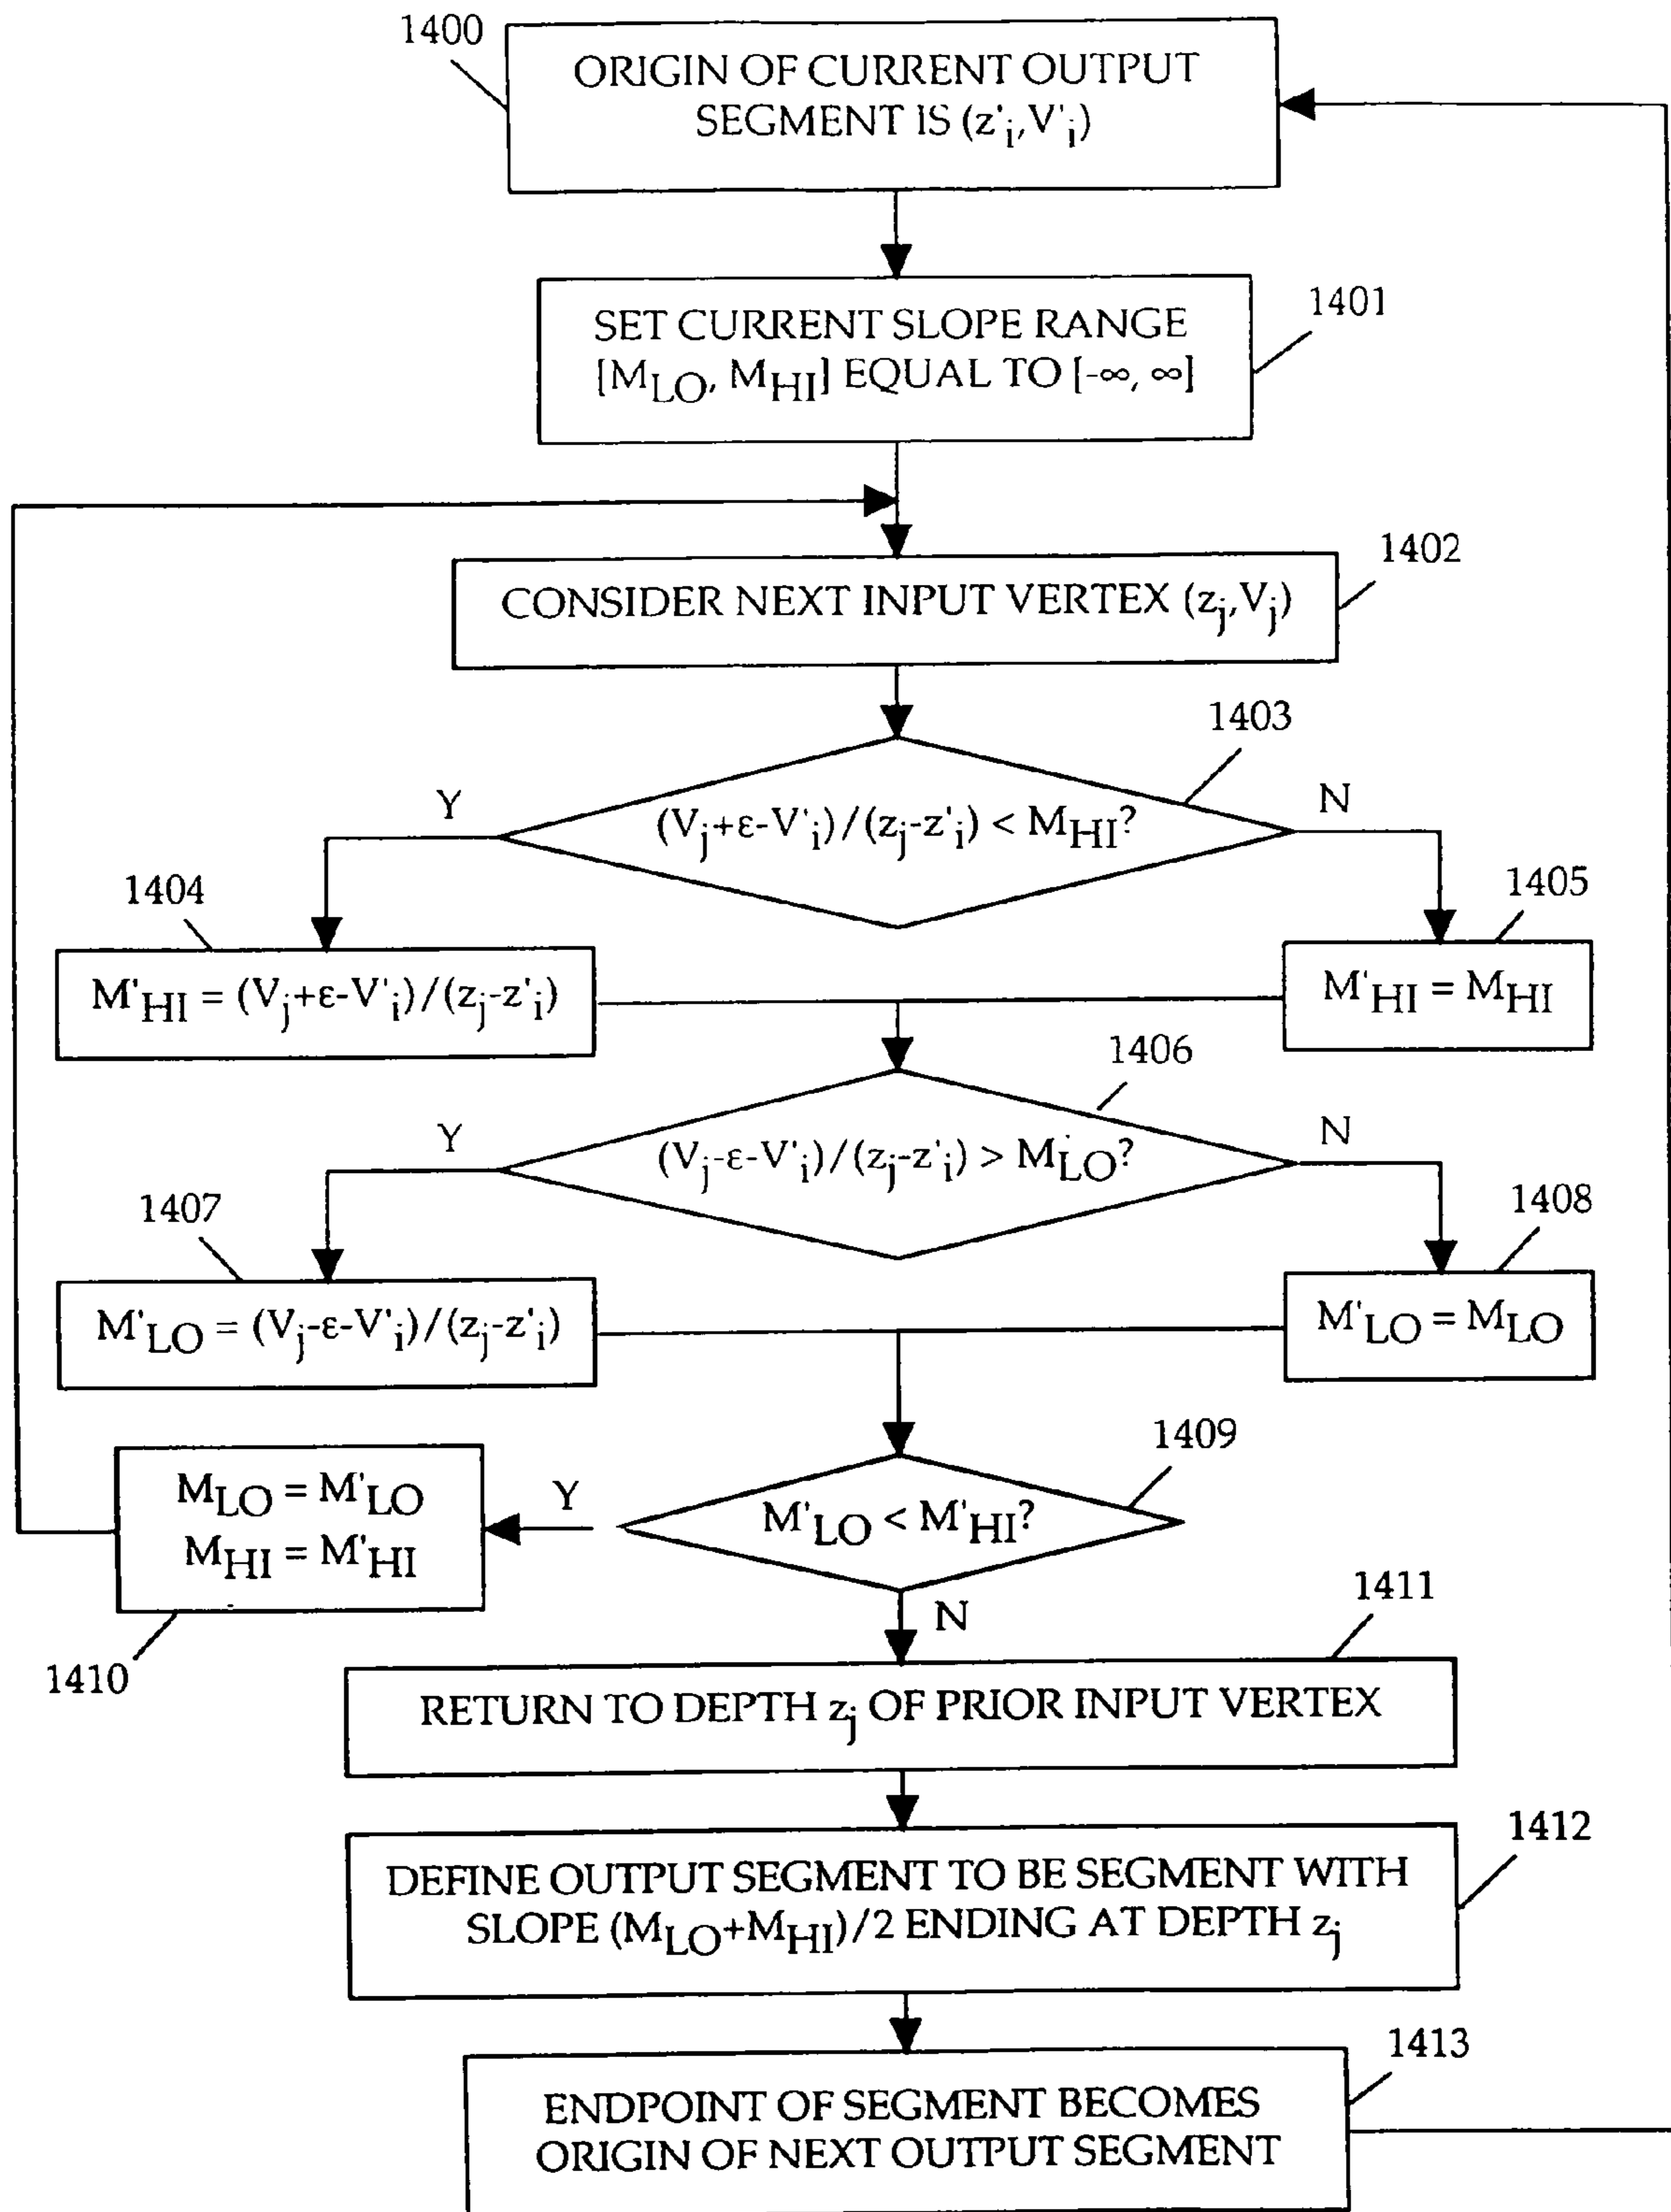 1400
ORIGIN OF CURRENT OUTPUT
SEGMENT IS (z'i,V'i)
1401
SET CURRENT SLOPE RANGE
[MLO, MHI] EQUAL TO [-∞, ∞]
1402
CONSIDER NEXT INPUT VERTEX (zj,Vj)
1403
Y
(Vj+ε-V'i)/(zj-z'i) < MHI?
N
1404
1405
M'HI = (Vj+ε-V'i)/(zj-z'i)
M'HI = MHI
1406
Y
(Vj-ε-V'i)/(zj-z'i) > MLO?
N
1407
1408
M'LO = (Vj-ε-V'i)/(zj-z'i)
M'LO = MLO
1409
MLO = M'LO
MHI = M'HI
Y
M'LO < M'HI?
1410
N
1411
RETURN TO DEPTH zj OF PRIOR INPUT VERTEX
1412
DEFINE OUTPUT SEGMENT TO BE SEGMENT WITH
SLOPE (MLO+MHI)/2 ENDING AT DEPTH zj
1413
ENDPOINT OF SEGMENT BECOMES
ORIGIN OF NEXT OUTPUT SEGMENT